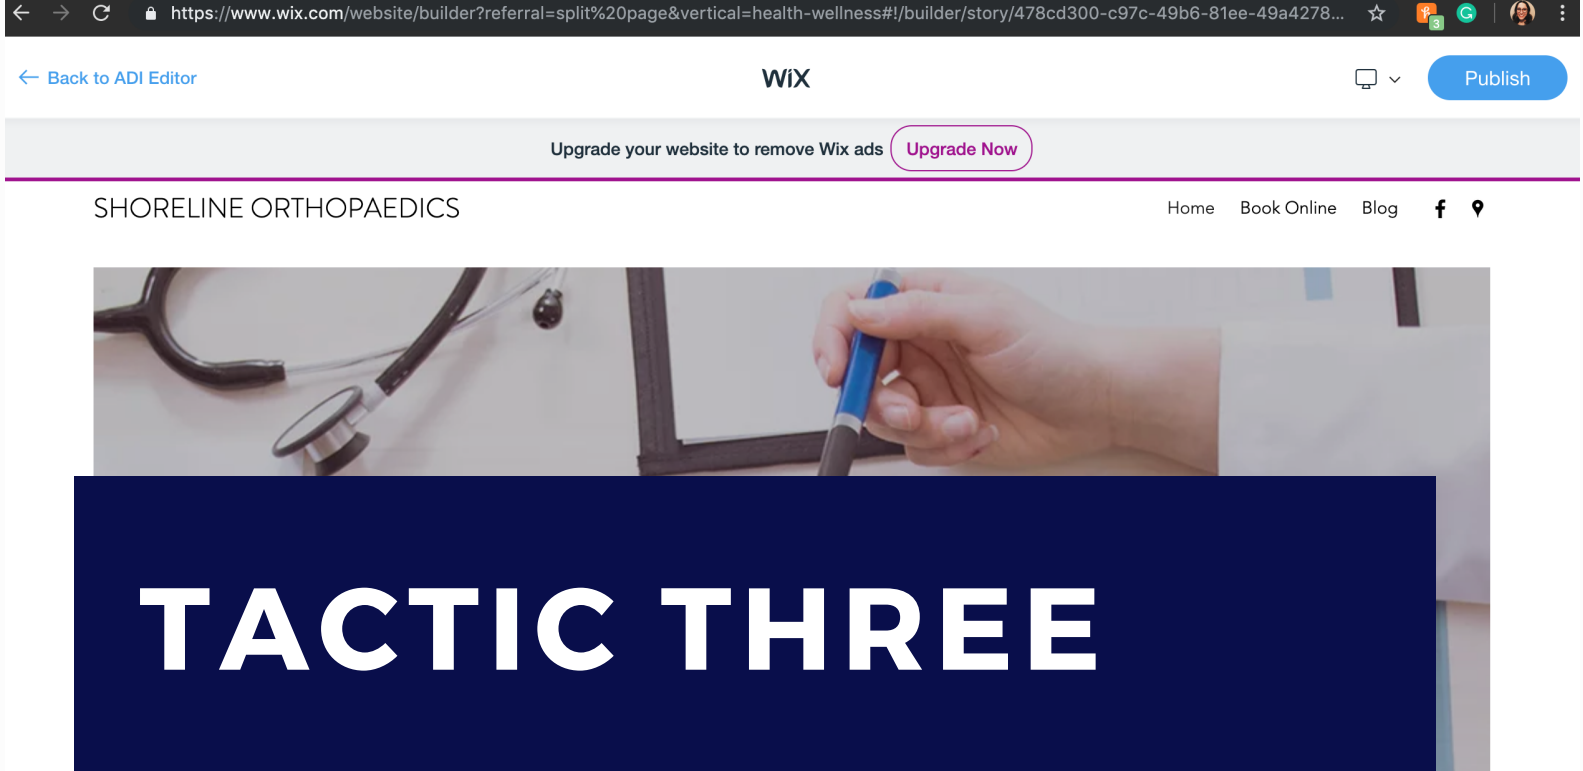 https://www.wix.com/website/builder?referral=split%20page&vertical=health-wellness#!/builder/story/478cd300-c97c-49b6-81ee-49a4278...
3
Back to ADI Editor
WiX
Publish
Upgrade your website to remove Wix ads
Upgrade Now
SHORELINE ORTHOPAEDICS
Home
Book Online
Blog
TACTIC THREE